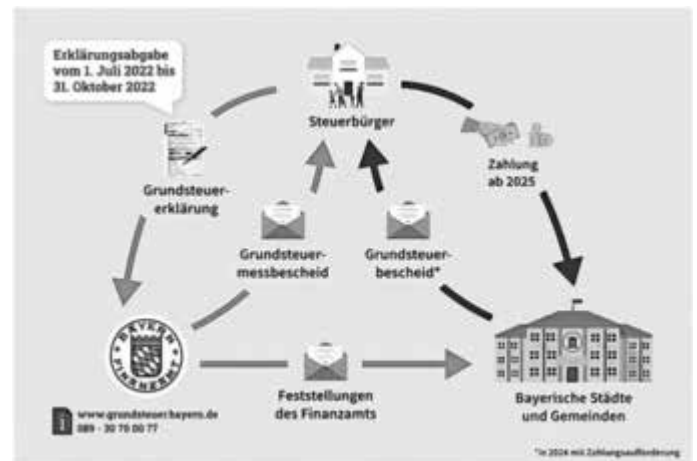 Erklärungsabgabe
vom 1. Juli 2022 bis
31. Oktober 2022
Steuerbürger
Grundsteuer-
erklärung
Zahlung
ab 2025
Grundsteuer-
messbescheid
Grundsteuer-
bescheid*
BAYERN
FINANZAMT
Feststellungen
des Finanzamts
Bayerische Städte
und Gemeinden
www.grundsteuer.bayern.de
089 - 30 70 00 77
*in 2024 mit Zahlungsaufforderung